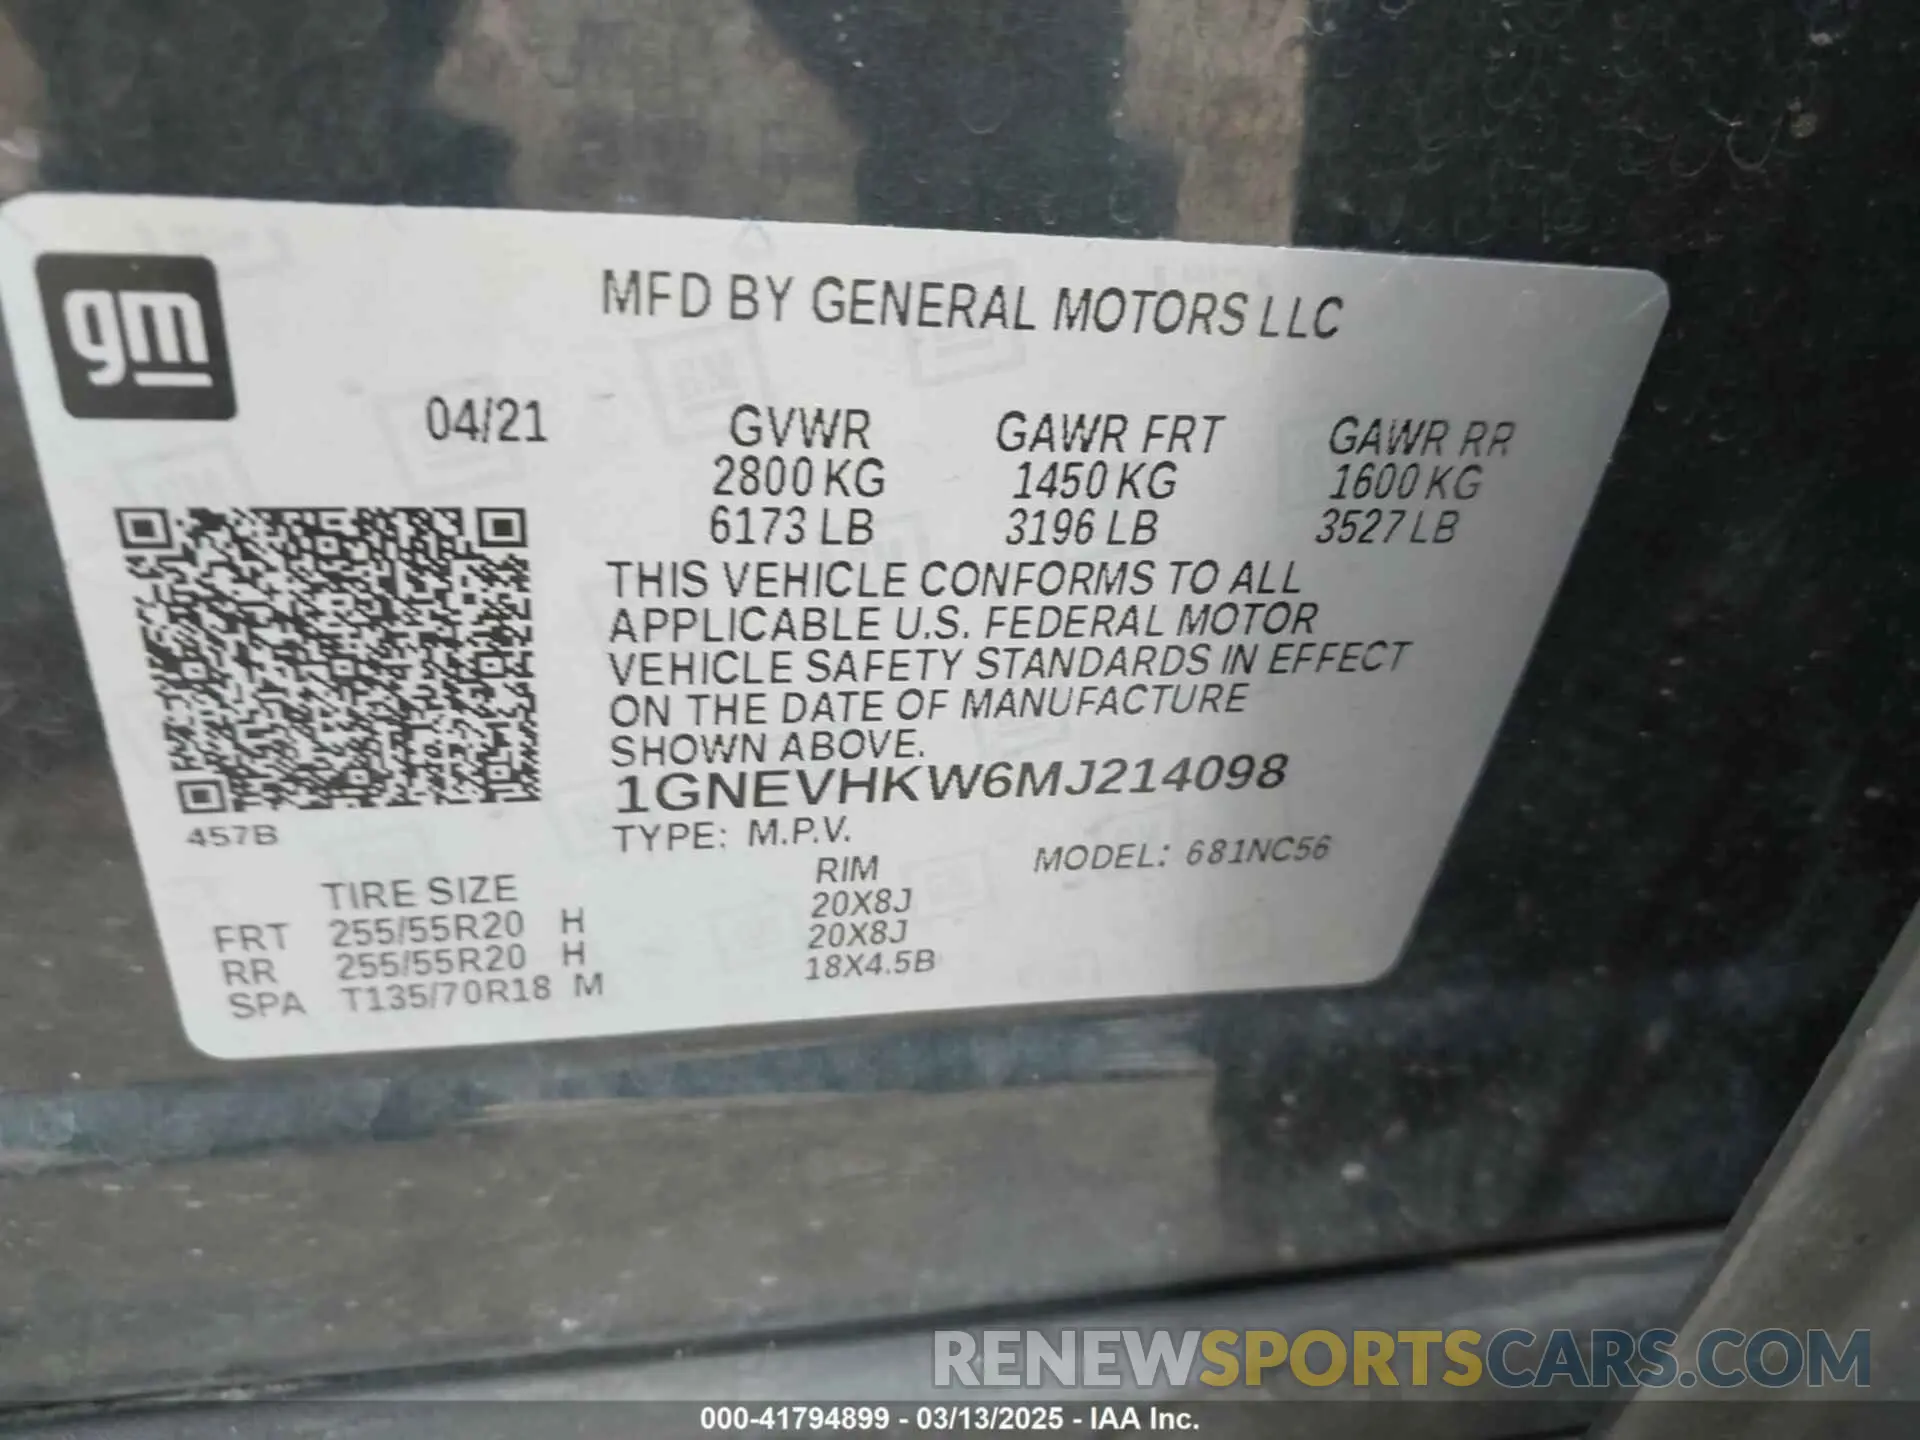 gm
MFD BY GENERAL MOTORS LLC
04/21 GVWR GAWR FRT GAWR RR
2800 KG 1450 KG 1600 KG
6173 LB 3196 LB 3527 LB
THIS VEHICLE CONFORMS TO ALL
APPLICABLE U.S. FEDERAL MOTOR
VEHICLE SAFETY STANDARDS IN EFFECT
ON THE DATE OF MANUFACTURE
SHOWN ABOVE.
1GNEVHKW6MJ214098
457B
TYPE: M.P.V.
MODEL: 681NC56
TIRE SIZE RIM
FRT 255/55R20 H 20X8J
RR 255/55R20 H 20X8J
SPA T135/70R18 M 18X4.5B
RENEWSPORTSCARS.COM
000-41794899 - 03/13/2025 - IAA Inc.